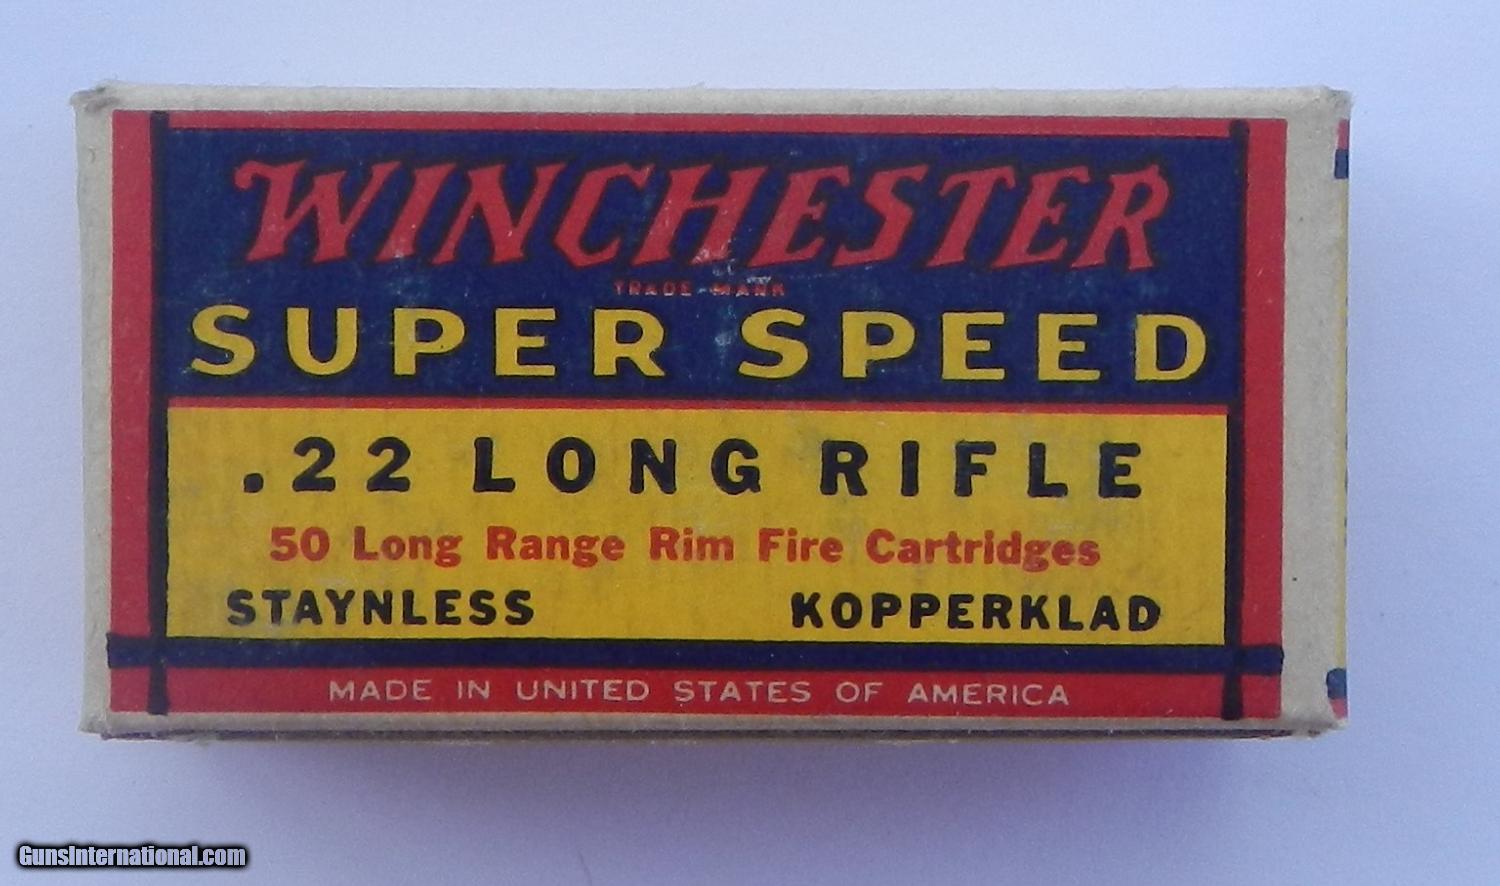 WINCHESTER
TRADE-MARK
SUPER SPEED
.22 LONG RIFLE
50 Long Range Rim Fire Cartridges
STAYNLESS KOPPERKLAD
MADE IN UNITED STATES OF AMERICA
GunsInternational.com